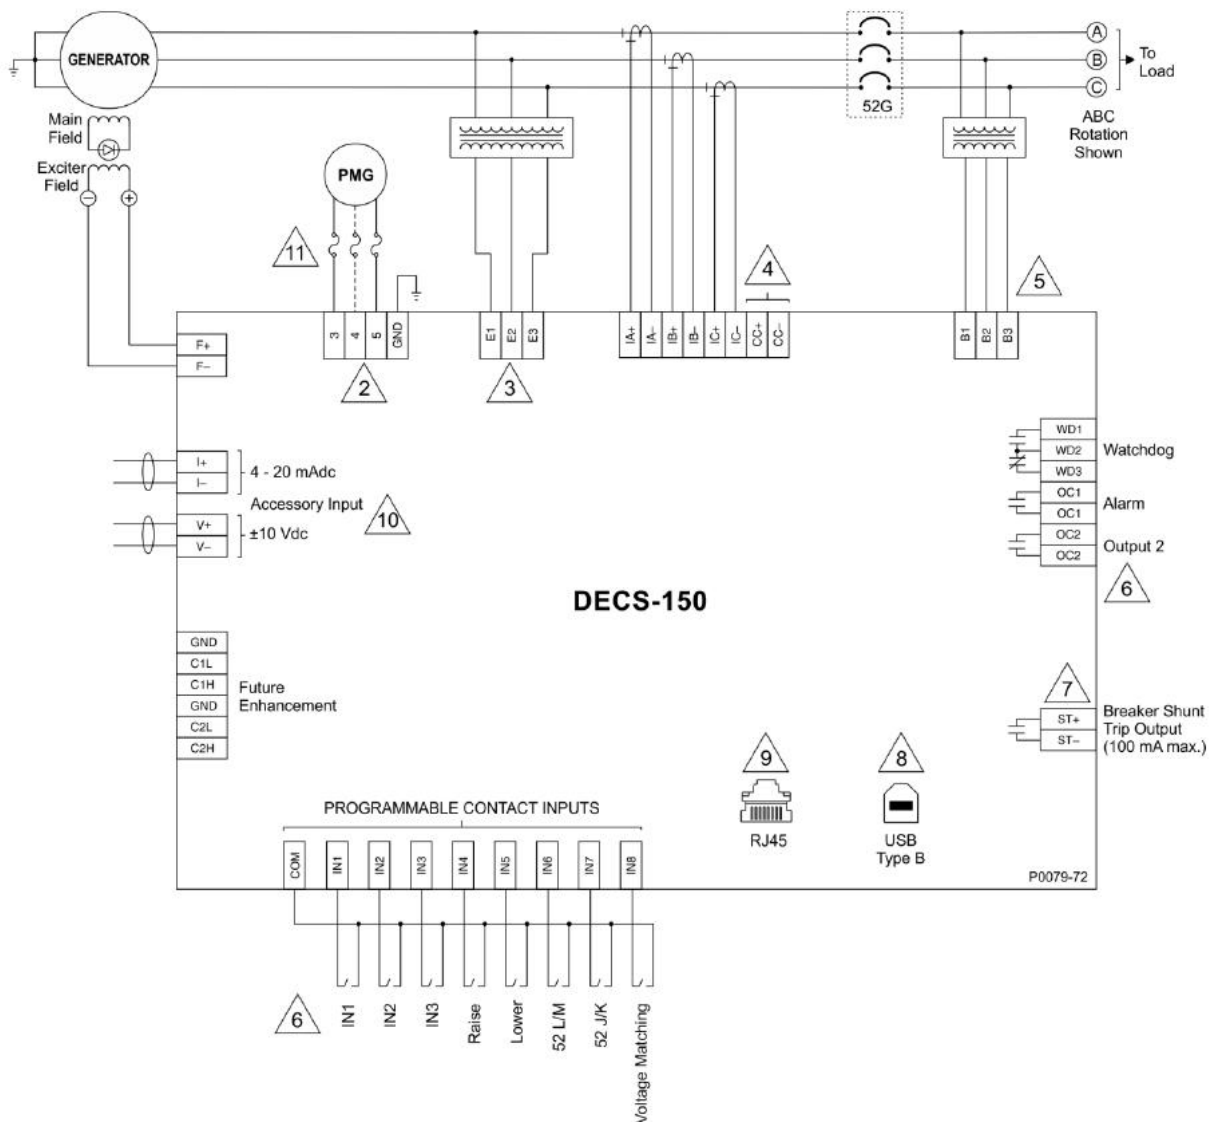 GENERATOR
A
B
C
To
Load
52G
ABC
Rotation
Shown
Main
Field
Exciter
Field
−
+
PMG
11
4
5
3
4
5
GND
E1
E2
E3
IA+
IA−
IB+
IB−
IC+
IC−
CC+
CC−
B1
B2
B3
F+
F−
2
3
I+
I−
4 - 20 mAdc
Accessory Input
10
V+
V−
±10 Vdc
WD1
WD2
WD3
Watchdog
OC1
OC1
Alarm
OC2
OC2
Output 2
6
DECS-150
GND
C1L
C1H
GND
C2L
C2H
Future
Enhancement
7
ST+
ST−
Breaker Shunt
Trip Output
(100 mA max.)
9
RJ45
8
USB
Type B
PROGRAMMABLE CONTACT INPUTS
COM
IN1
IN2
IN3
IN4
IN5
IN6
IN7
IN8
P0079-72
6
IN1
IN2
IN3
Raise
Lower
52 L/M
52 J/K
Voltage Matching